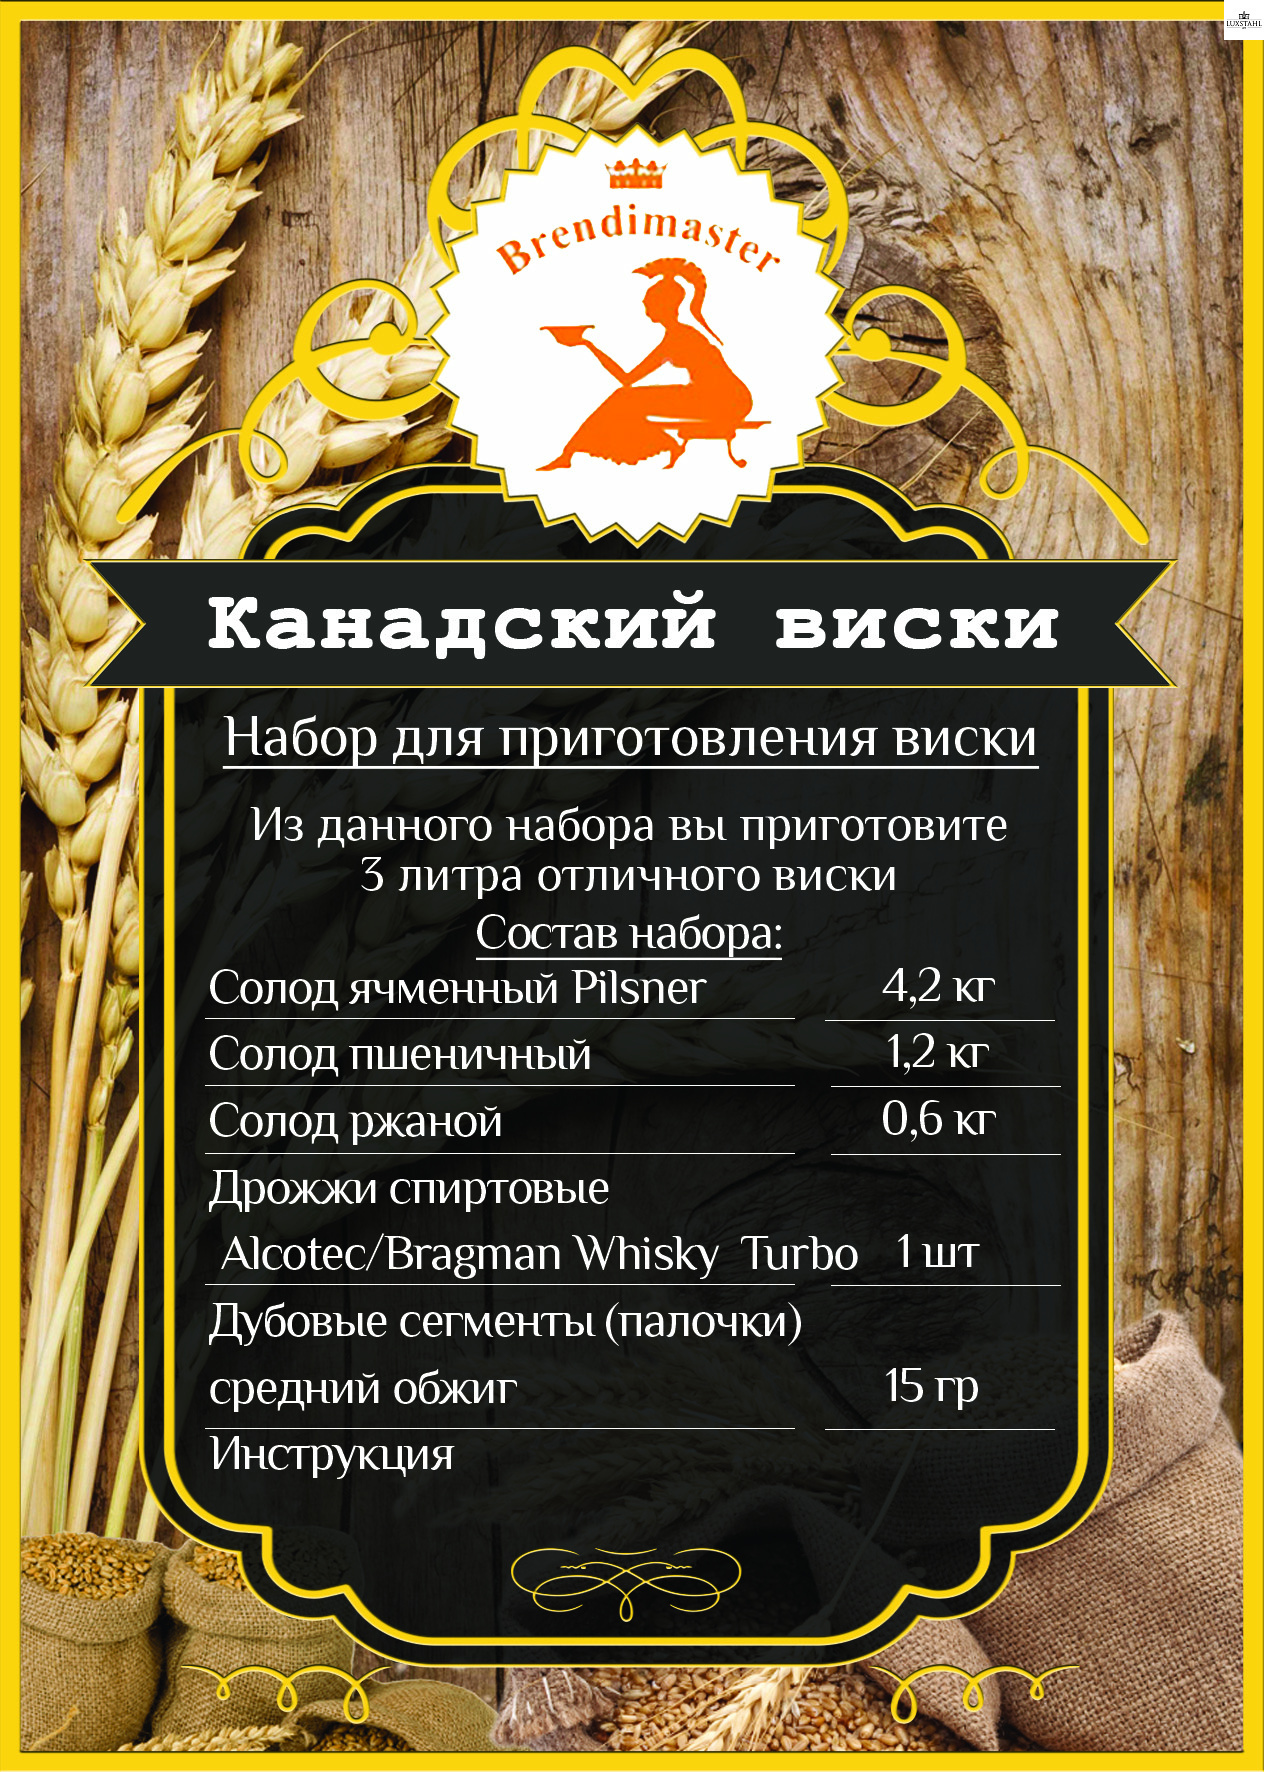 LUXSTAHL
Brendimaster
Канадский виски
Набор для приготовления виски
Из данного набора вы приготовите
3 литра отличного виски
Состав набора:
Солод ячменный Pilsner 4,2 кг
Солод пшеничный 1,2 кг
Солод ржаной 0,6 кг
Дрожжи спиртовые
Alcotec/Bragman Whisky Turbo 1 шт
Дубовые сегменты (палочки)
средний обжиг 15 гр
Инструкция